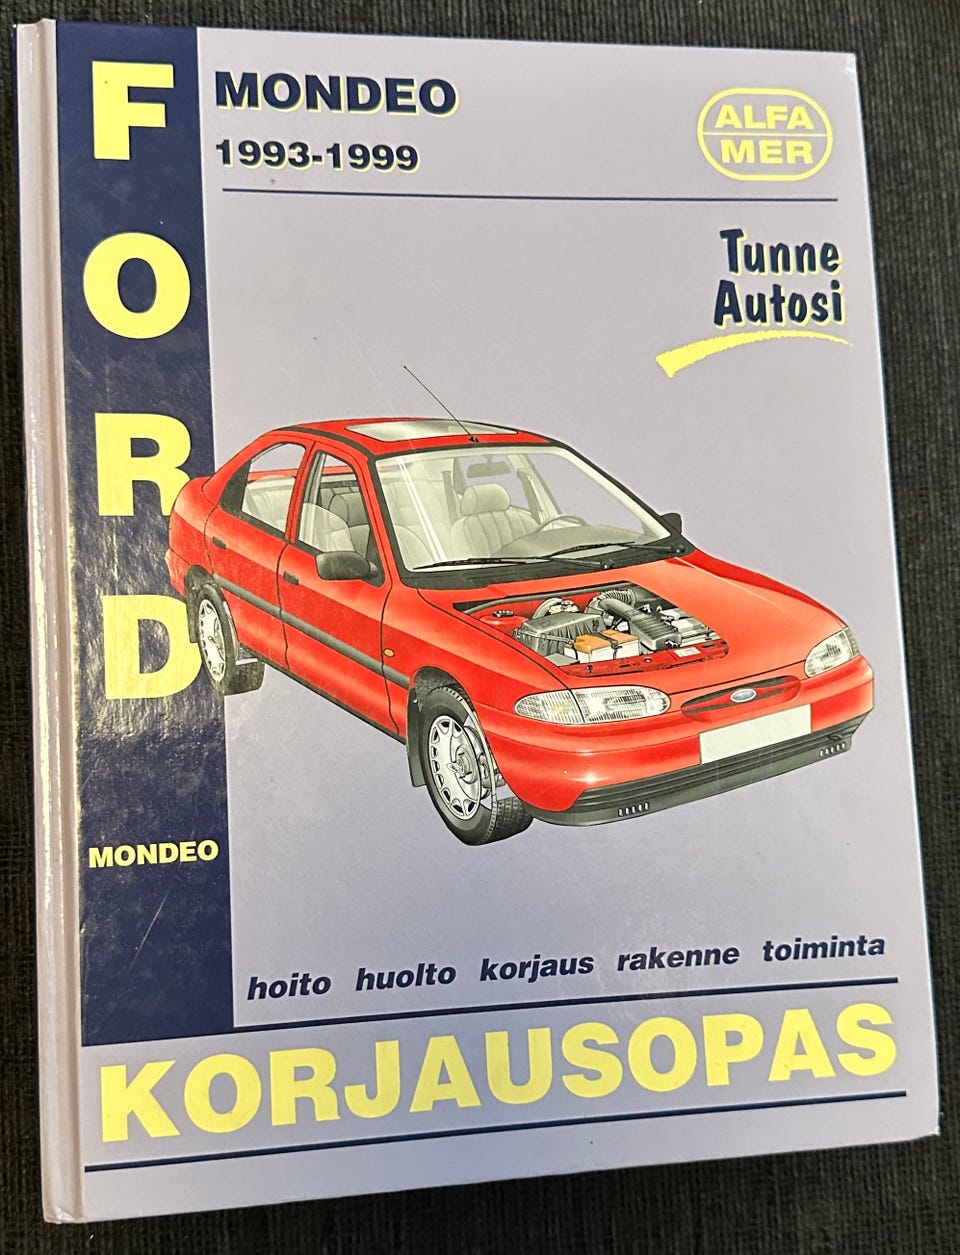 FORD
MONDEO
1993-1999
ALFA
MER
Tunne
Autosi
MONDEO
hoito huolto korjaus rakenne toiminta
KORJAUSOPAS